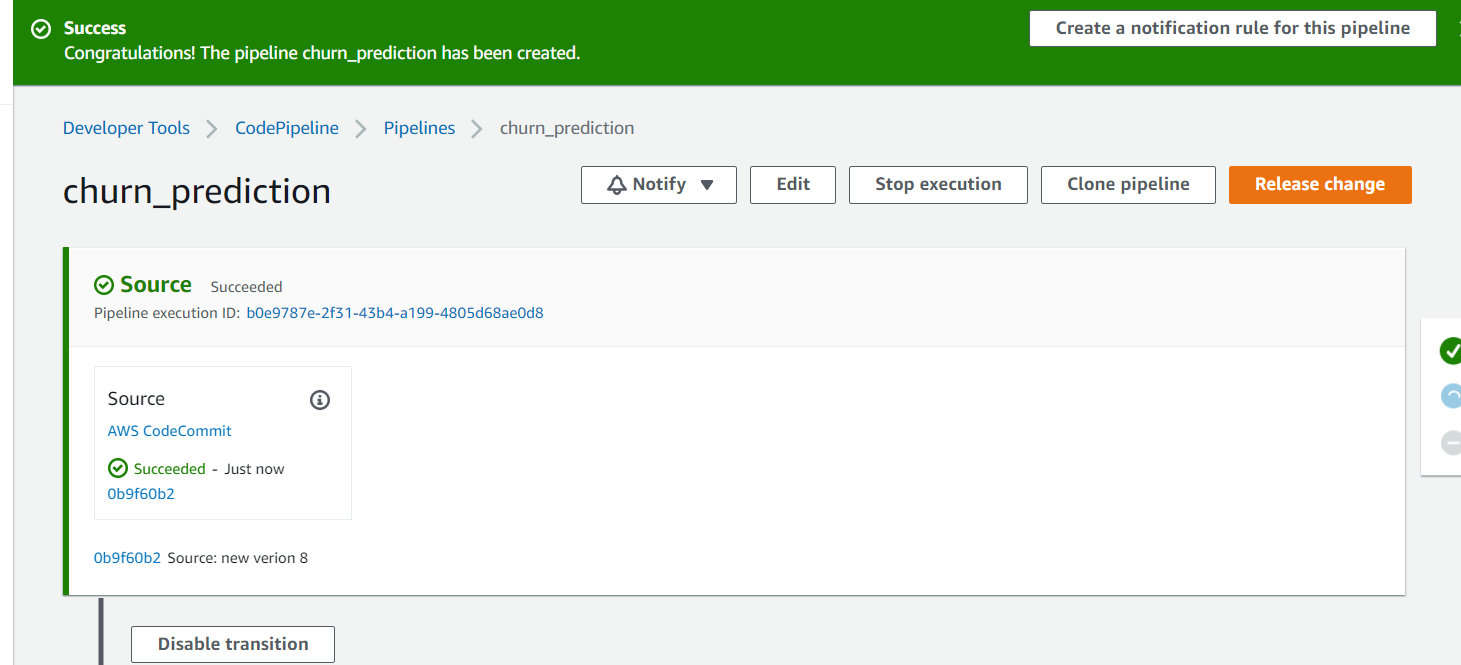 Success
Create a notification rule for this pipeline
Congratulations! The pipeline churn_prediction has been created.
Developer Tools
CodePipeline
Pipelines
churn_prediction
churn_prediction
Notify
Edit
Stop execution
Clone pipeline
Release change
Source Succeeded
Pipeline execution ID: b0e9787e-2f31-43b4-a199-4805d68ae0d8
Source
AWS CodeCommit
Succeeded - Just now
0b9f60b2
0b9f60b2 Source: new verion 8
Disable transition